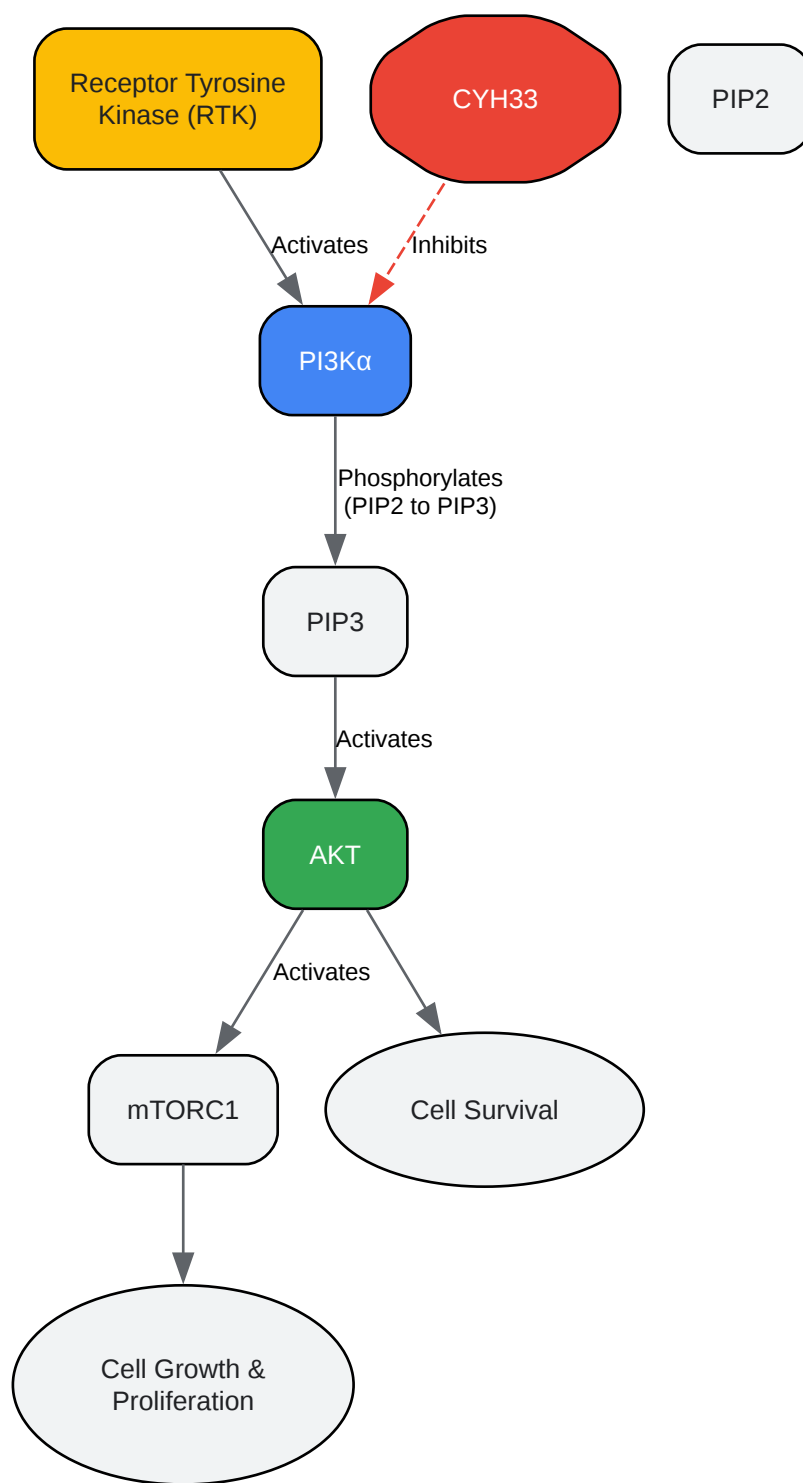 Receptor Tyrosine
Kinase (RTK)
CYH33
PIP2
Activates
Inhibits
PI3Kα
Phosphorylates
(PIP2 to PIP3)
PIP3
Activates
AKT
Activates
mTORC1
Cell Survival
Cell Growth &
Proliferation